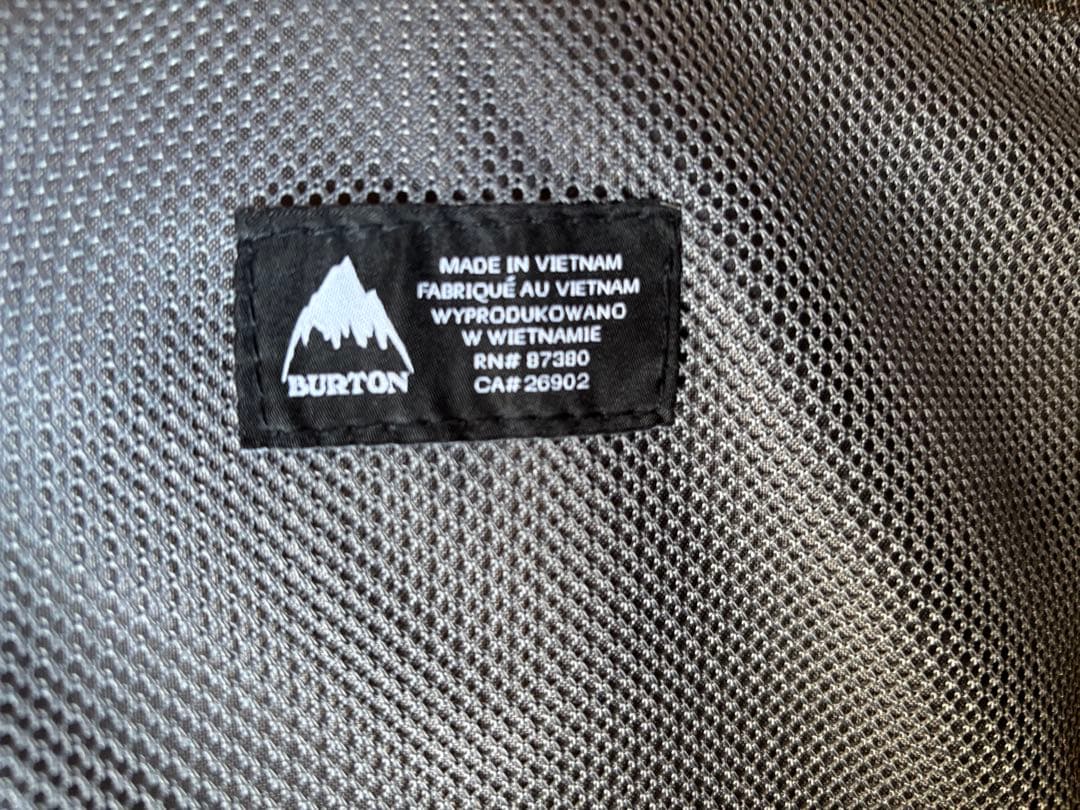 BURTON
MADE IN VIETNAM
FABRIQUÉ AU VIETNAM
WYPRODUKOWANO
W WIETNAMIE
RN# 87380
CA# 26902